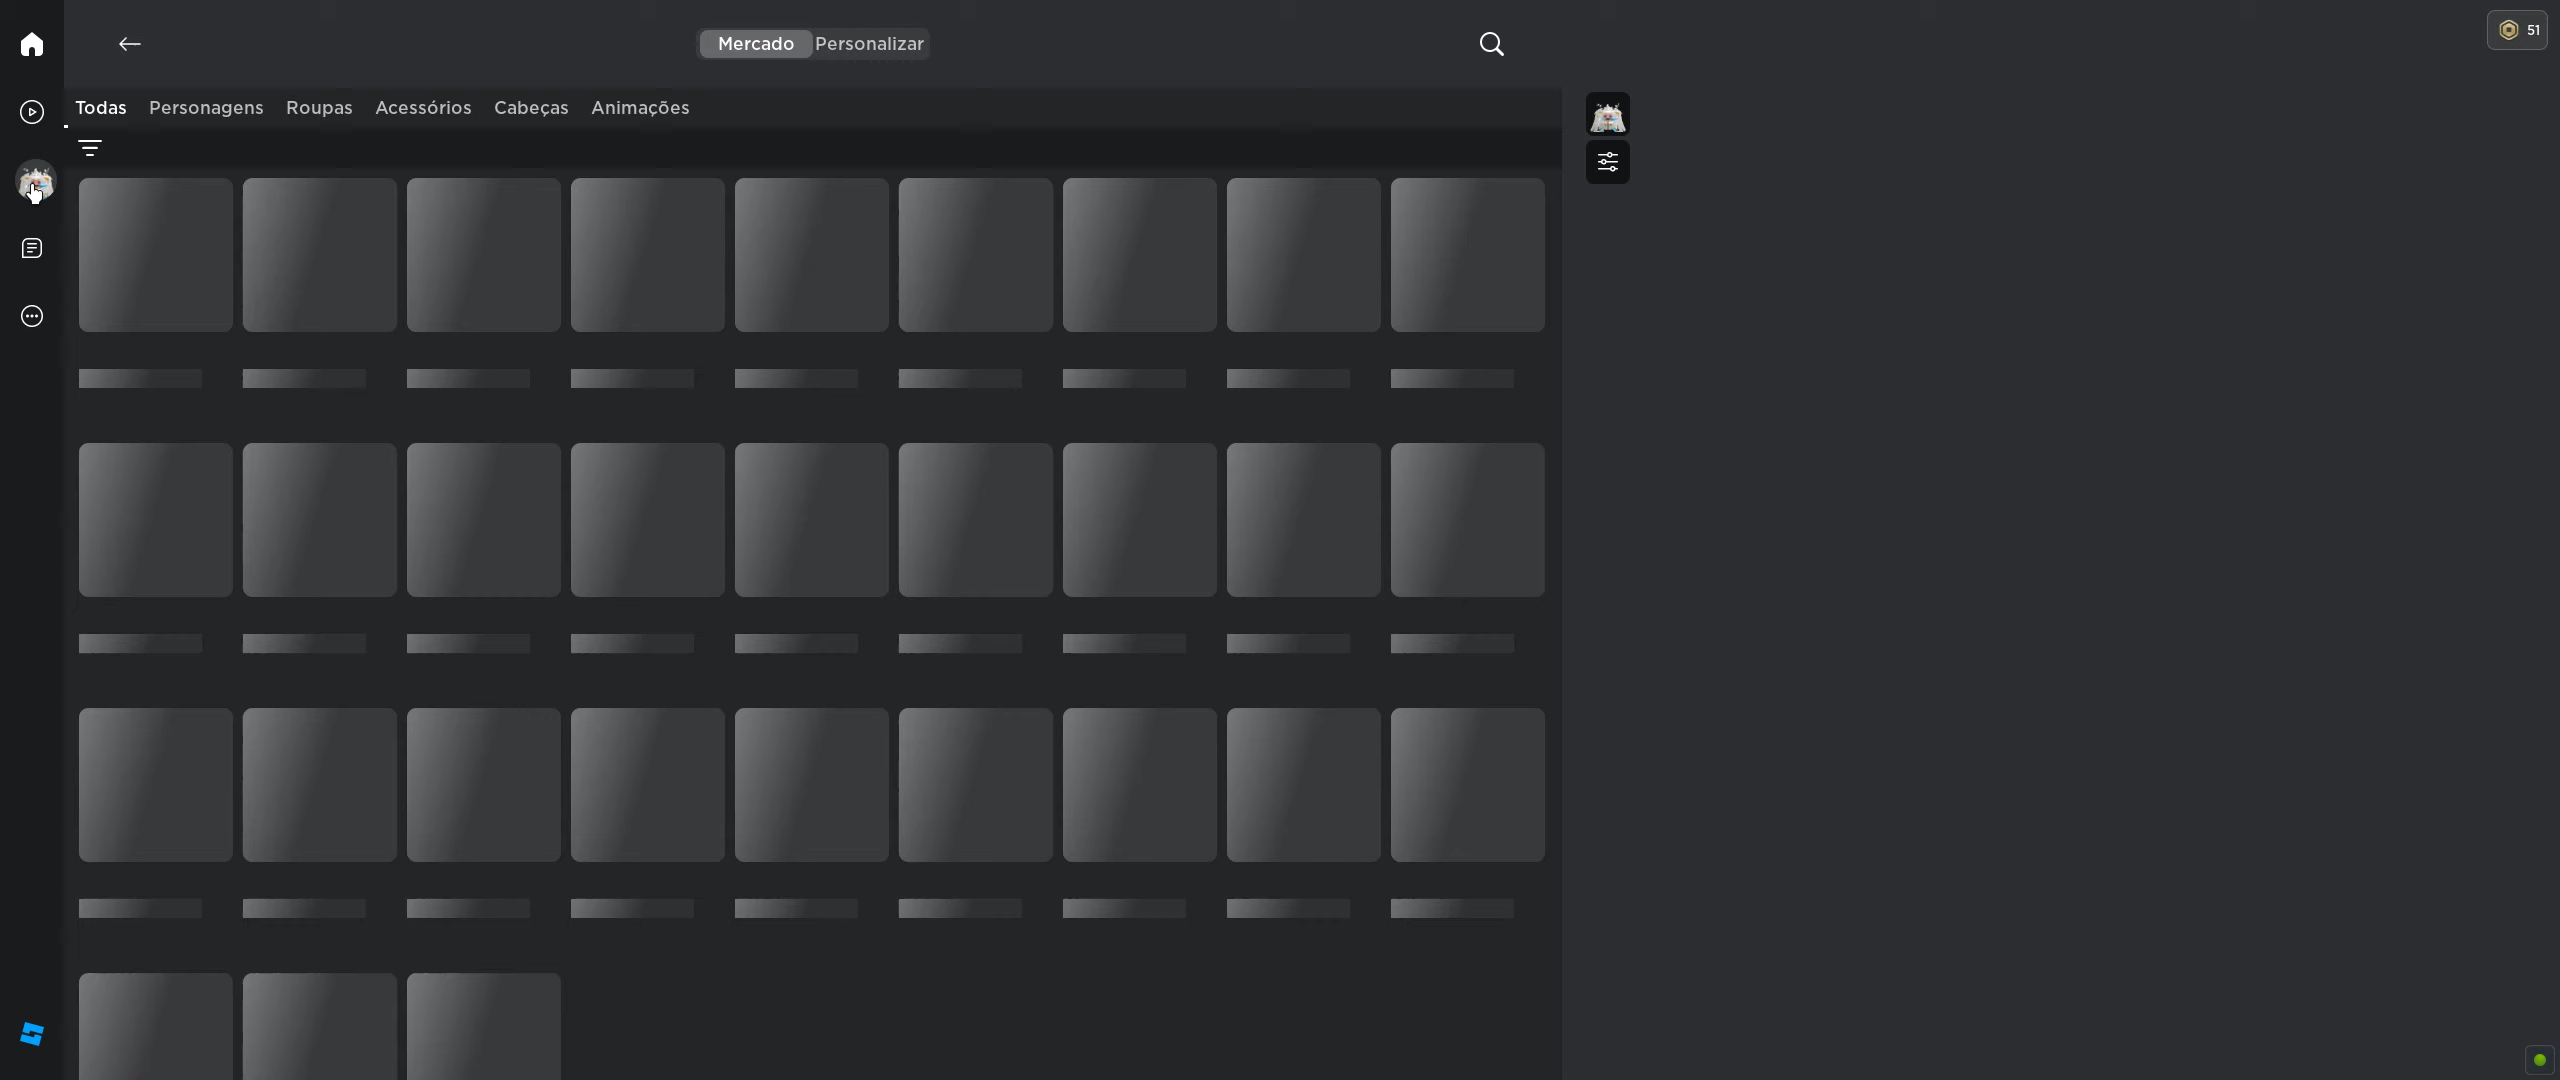 Mercado Personalizar
51
Todas Personagens Roupas Acessórios Cabeças Animações